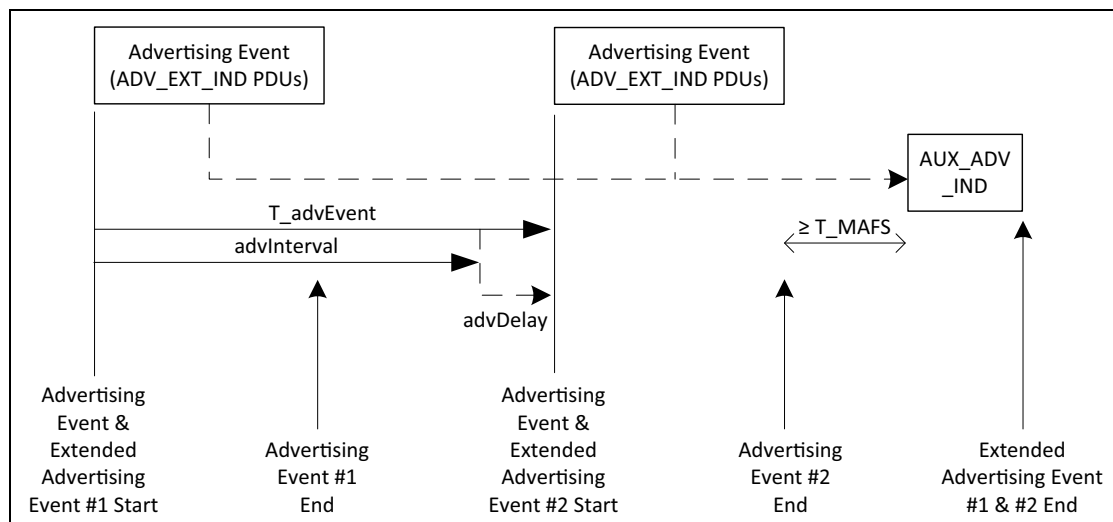 Advertising Event
(ADV_EXT_IND PDUs)
Advertising Event
(ADV_EXT_IND PDUs)
AUX_ADV
_IND
T_advEvent
≥ T_MAFS
advInterval
advDelay
Advertising
Event &
Extended
Advertising
Event #1 Start
Advertising
Event #1
End
Advertising
Event &
Extended
Advertising
Event #2 Start
Advertising
Event #2
End
Extended
Advertising Event
#1 & #2 End